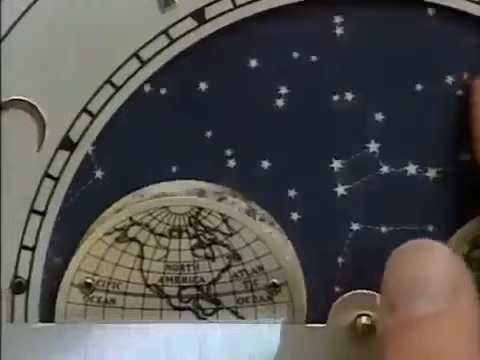 NORTH
AMERICA
CIFIC
OCEAN
ATLAN
TIC
OCEAN